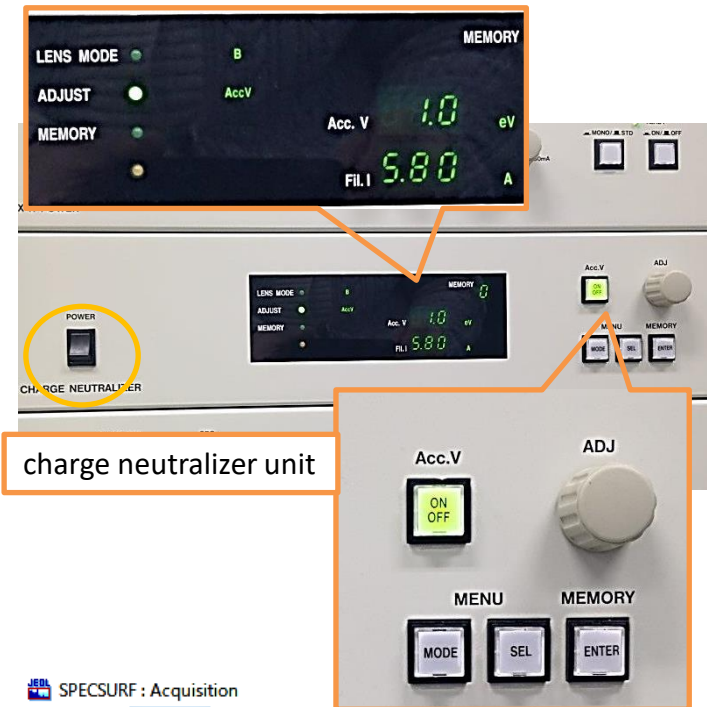 MEMORY
LENS MODE
B
ADJUST
AccV
MEMORY
Acc. V 1.0 eV
Fil.I 5.80 A
MONO/ STD
ON/ OFF
POWER
CHARGE NEUTRALIZER
LENS MODE
B
MEMORY 0
ADJUST
AccV
MEMORY
Acc. V 1.0 eV
Fil.I 5.80 A
Acc.V
ADJ
ON
OFF
MENU
MEMORY
MODE
SEL
ENTER
charge neutralizer unit
Acc.V
ADJ
ON
OFF
MENU
MEMORY
MODE
SEL
ENTER
JEOL
SPECSURF : Acquisition